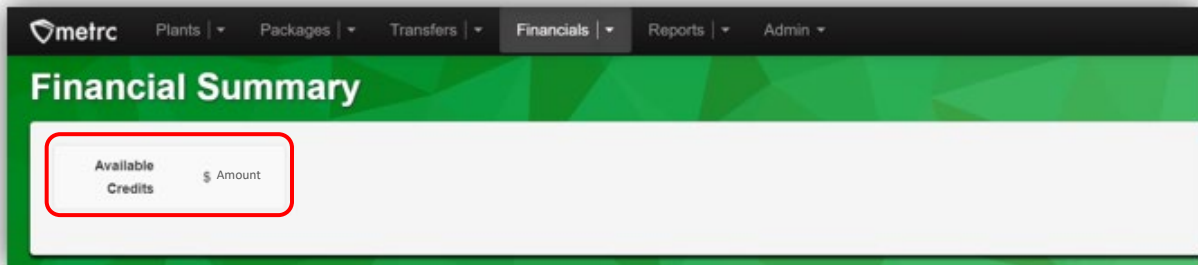 metrc Plants Packages Transfers Financials Reports Admin
Financial Summary
Available Credits $ Amount